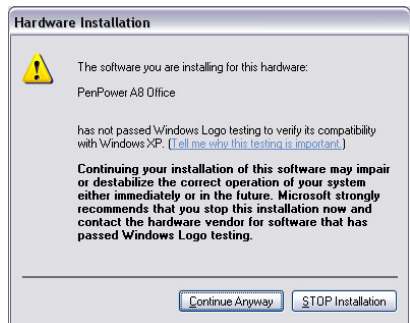 Hardware Installation
The software you are installing for this hardware:
PenPower A8 Office
has not passed Windows Logo testing to verify its compatibility
with Windows XP. (Tell me why this testing is important.)
Continuing your installation of this software may impair
or destabilize the correct operation of your system
either immediately or in the future. Microsoft strongly
recommends that you stop this installation now and
contact the hardware vendor for software that has
passed Windows Logo testing.
Continue Anyway
STOP Installation